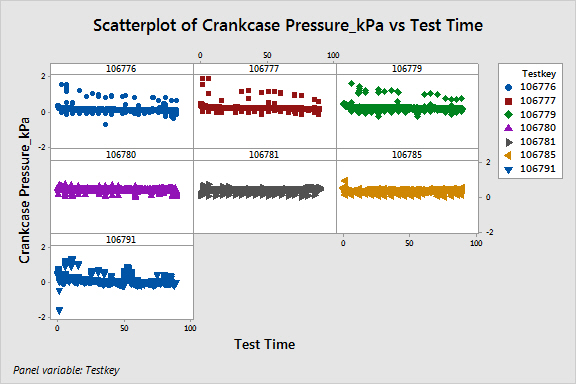 Scatterplot of Crankcase Pressure_kPa vs Test Time
0 50 100
106776 106777 106779
2
0
-2
106780 106781 106785
2
0
-2
106791
0 50 100
2
0
-2
0 50 100
Crankcase Pressure_kPa
Test Time
Testkey
106776
106777
106779
106780
106781
106785
106791
Panel variable: Testkey